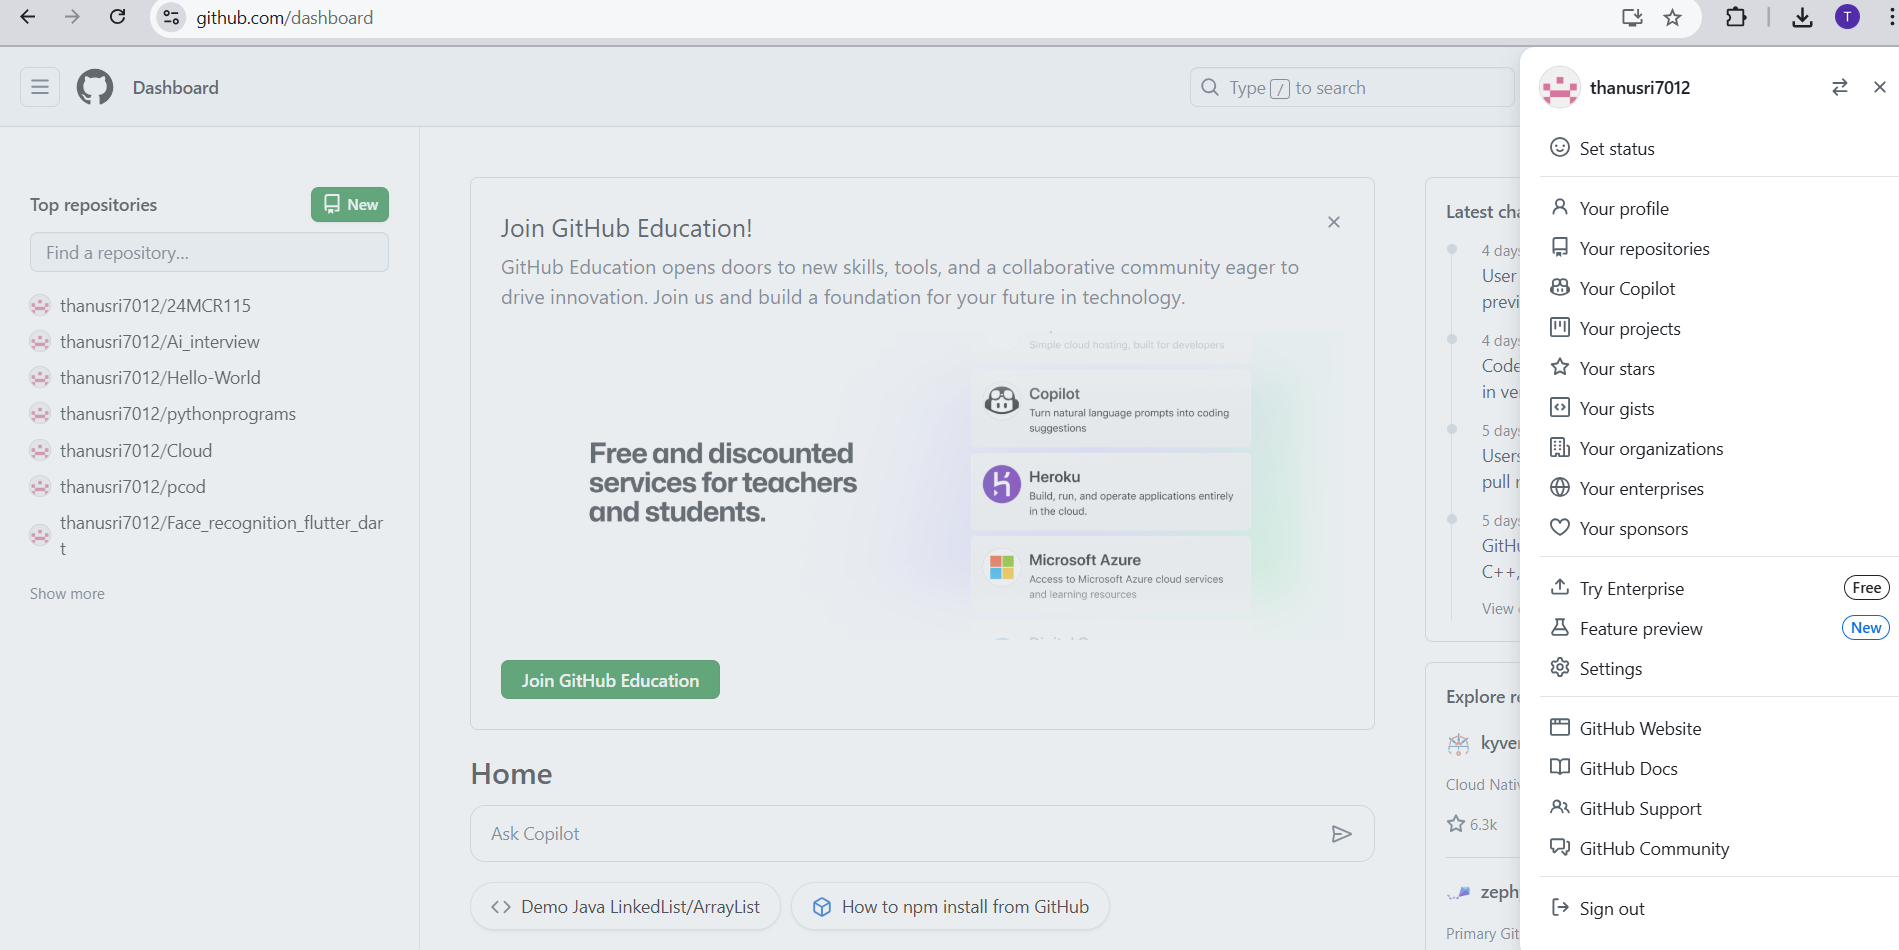 github.com/dashboard
T
Dashboard
Type / to search
Top repositories
New
Find a repository...
thanusri7012/24MCR115
thanusri7012/Ai_interview
thanusri7012/Hello-World
thanusri7012/pythonprograms
thanusri7012/Cloud
thanusri7012/pcod
thanusri7012/Face_recognition_flutter_dar
t
Show more
Join GitHub Education!
GitHub Education opens doors to new skills, tools, and a collaborative community eager to
drive innovation. Join us and build a foundation for your future in technology.
Free and discounted
services for teachers
and students.
Simple cloud hosting, built for developers
Copilot
Turn natural language prompts into coding
suggestions
Heroku
Build, run, and operate applications entirely
in the cloud.
Microsoft Azure
Access to Microsoft Azure cloud services
and learning resources
Join GitHub Education
Home
Ask Copilot
Demo Java LinkedList/ArrayList
How to npm install from GitHub
Latest cha
4 days
User
previ
4 days
Code
in ve
5 days
Users
pull r
5 days
GitHu
C++,
View
Explore re
kyver
Cloud Nativ
6.3k
zeph
Primary Git
thanusri7012
Set status
Your profile
Your repositories
Your Copilot
Your projects
Your stars
Your gists
Your organizations
Your enterprises
Your sponsors
Try Enterprise
Free
Feature preview
New
Settings
GitHub Website
GitHub Docs
GitHub Support
GitHub Community
Sign out